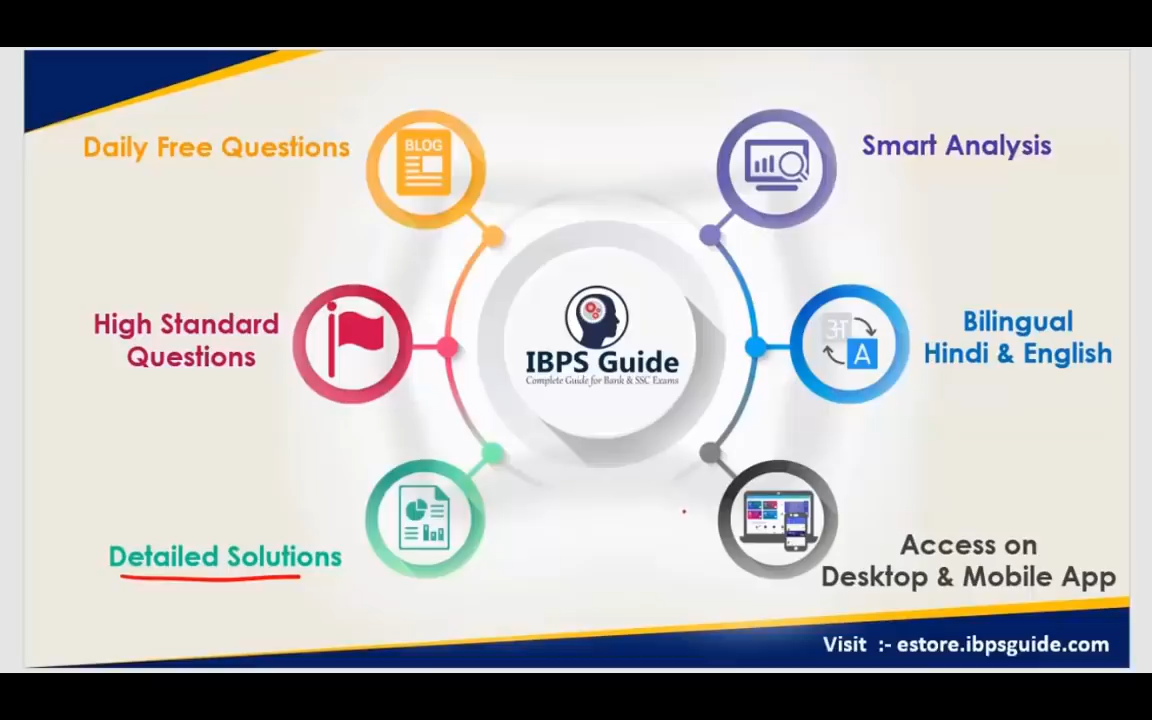 Daily Free Questions
BLOG
Smart Analysis
High Standard
Questions
IBPS Guide
Complete Guide for Bank & SSC Exams
अ
A
Bilingual
Hindi & English
Detailed Solutions
Access on
Desktop & Mobile App
Visit :- estore.ibpsguide.com